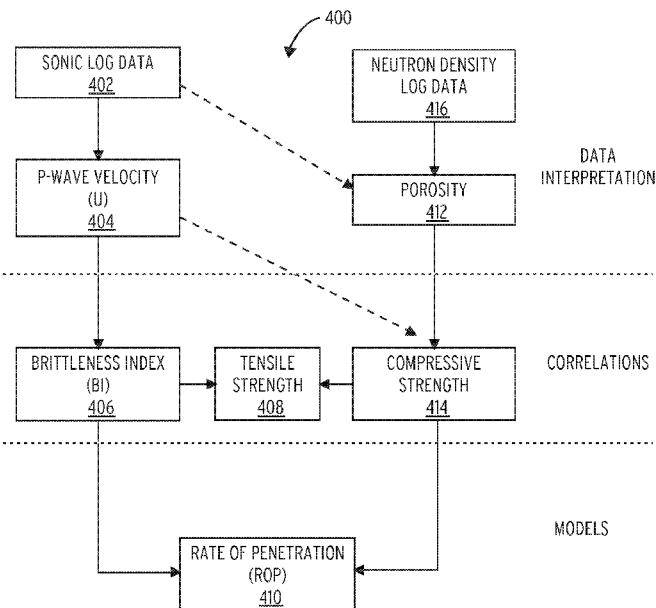 400
SONIC LOG DATA
402
NEUTRON DENSITY
LOG DATA
416
P-WAVE VELOCITY
(U)
404
POROSITY
412
DATA
INTERPRETATION
BRITTLENESS INDEX
(BI)
406
TENSILE
STRENGTH
408
COMPRESSIVE
STRENGTH
414
CORRELATIONS
RATE OF PENETRATION
(ROP)
410
MODELS